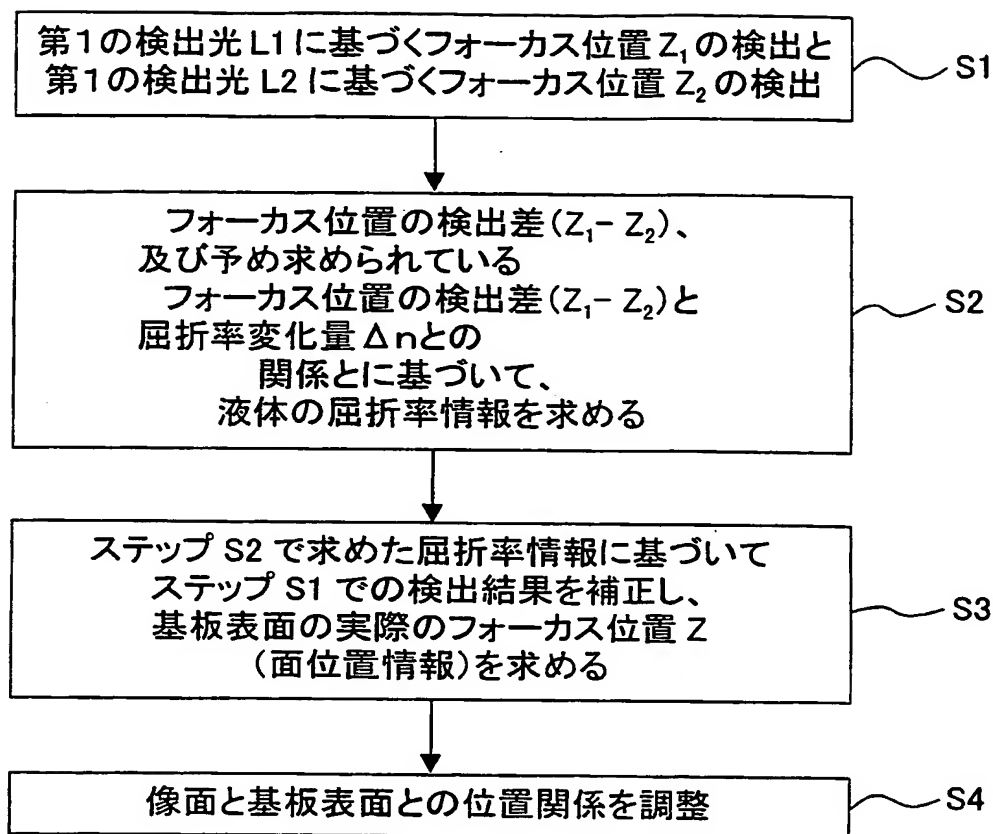 第1の検出光L1に基づくフォーカス位置Z₁の検出と
第1の検出光L2に基づくフォーカス位置Z₂の検出
S1
フォーカス位置の検出差(Z₁- Z₂)、
及び予め求められている
フォーカス位置の検出差(Z₁- Z₂)と
屈折率変化量Δnとの
関係とに基づいて、
液体の屈折率情報を求める
S2
ステップS2で求めた屈折率情報に基づいて
ステップS1での検出結果を補正し、
基板表面の実際のフォーカス位置Z
(面位置情報)を求める
S3
像面と基板表面との位置関係を調整
S4